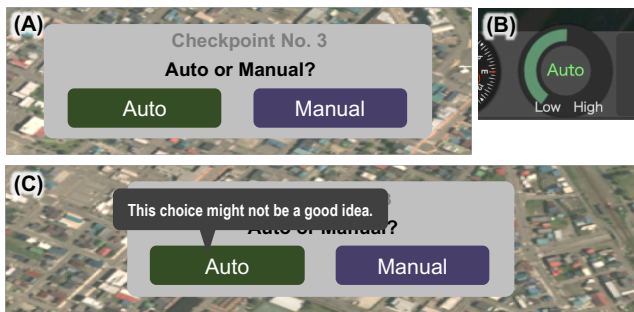 (A)
Checkpoint No. 3
Auto or Manual?
Auto
Manual
(B)
m
Auto
Low High
(C)
This choice might not be a good idea.
3
Auto or Manual?
Auto
Manual